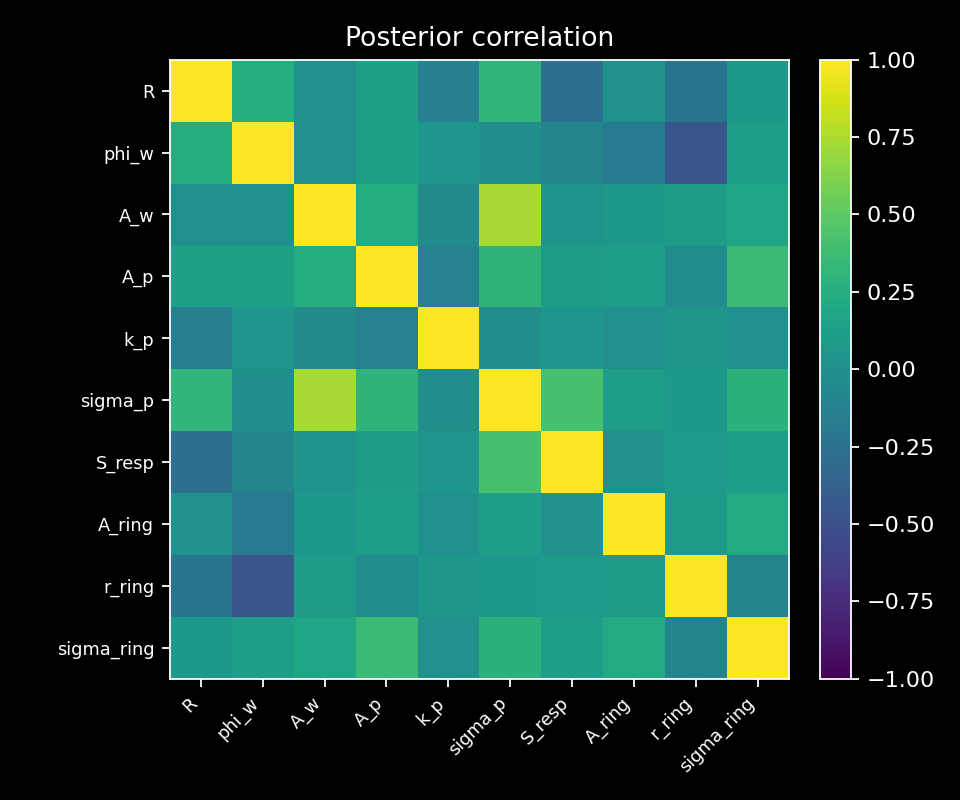 Posterior correlation
R
phi_w
A_w
A_p
k_p
sigma_p
S_resp
A_ring
r_ring
sigma_ring
R
phi_w
A_w
A_p
k_p
sigma_p
S_resp
A_ring
r_ring
sigma_ring
1.00
0.75
0.50
0.25
0.00
−0.25
−0.50
−0.75
−1.00